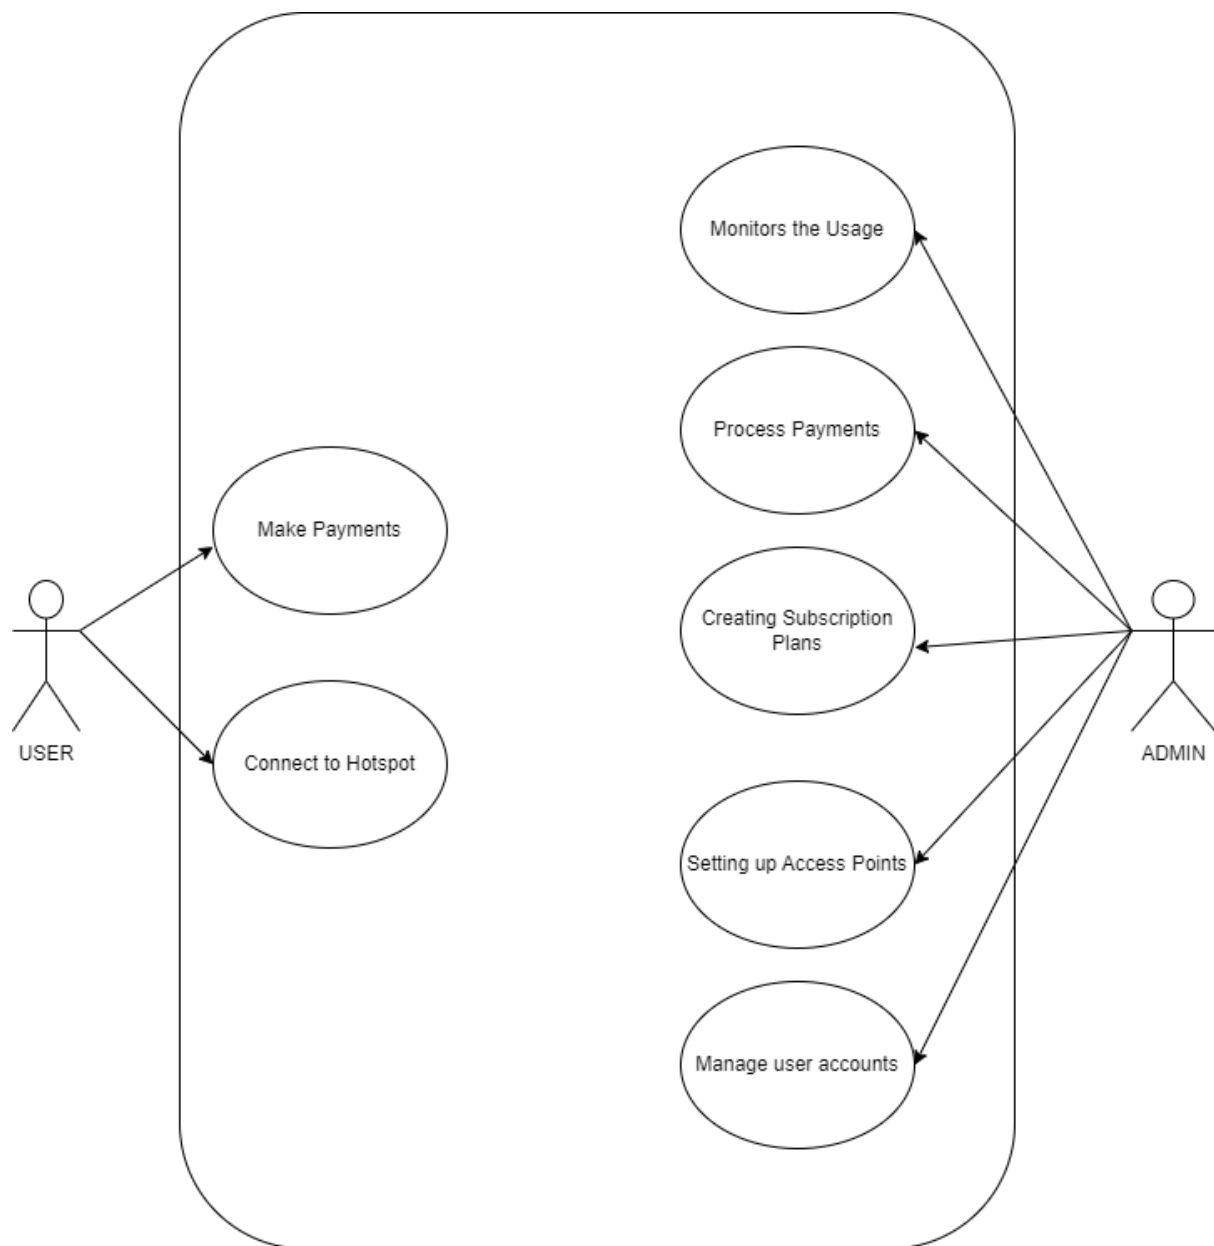 Monitors the Usage
Process Payments
Make Payments
Creating Subscription
Plans
USER
Connect to Hotspot
ADMIN
Setting up Access Points
Manage user accounts